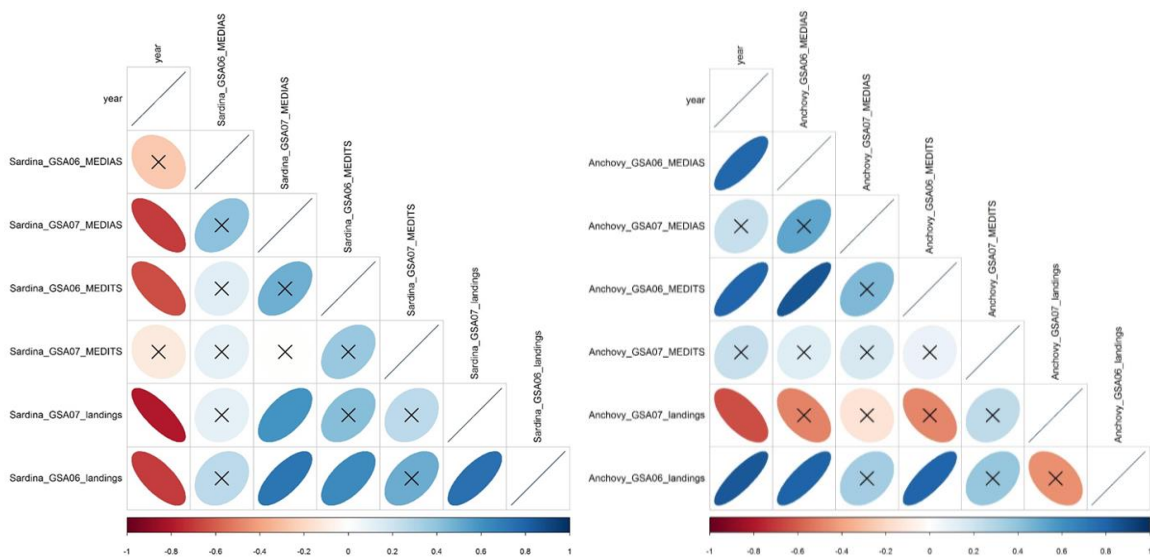 year
Sardina_GSA06_MEDIAS
Sardina_GSA07_MEDIAS
Sardina_GSA06_MEDITS
Sardina_GSA07_MEDITS
Sardina_GSA07_landings
Sardina_GSA06_landings
year
Sardina_GSA06_MEDIAS
Sardina_GSA07_MEDIAS
Sardina_GSA06_MEDITS
Sardina_GSA07_MEDITS
Sardina_GSA07_landings
Sardina_GSA06_landings
-1 -0.8 -0.6 -0.4 -0.2 0 0.2 0.4 0.6 0.8 1
year
Anchovy_GSA06_MEDIAS
Anchovy_GSA07_MEDIAS
Anchovy_GSA06_MEDITS
Anchovy_GSA07_MEDITS
Anchovy_GSA07_landings
Anchovy_GSA06_landings
year
Anchovy_GSA06_MEDIAS
Anchovy_GSA07_MEDIAS
Anchovy_GSA06_MEDITS
Anchovy_GSA07_MEDITS
Anchovy_GSA07_landings
Anchovy_GSA06_landings
-1 -0.8 -0.6 -0.4 -0.2 0 0.2 0.4 0.6 0.8 1